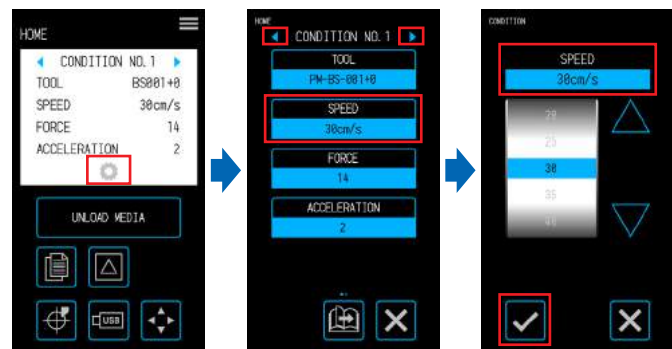 HOME
CONDITION NO. 1
TOOL BS001+0
SPEED 30cm/s
FORCE 14
ACCELERATION 2
UNLOAD MEDIA
USB
HOME
CONDITION NO. 1
TOOL
PM-BS-001+0
SPEED
30cm/s
FORCE
14
ACCELERATION
2
CONDITION
SPEED
30cm/s
20
25
30
35
40